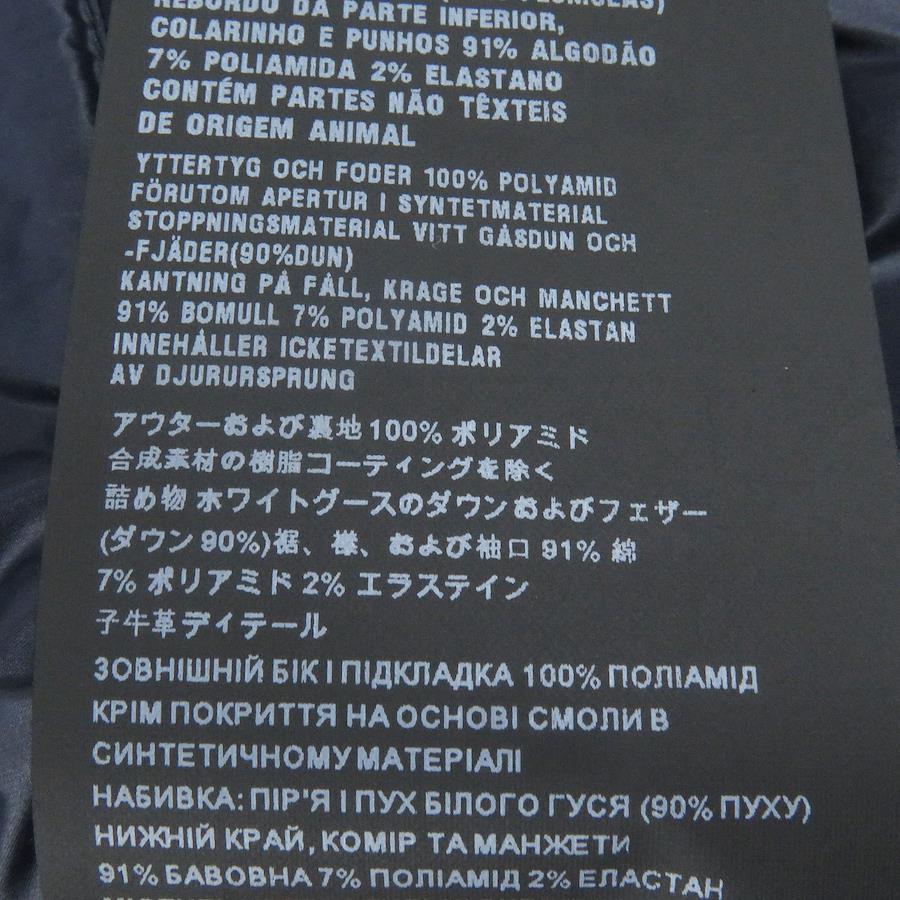 REBORDO DA PARTE INFERIOR,
COLARINHO E PUNHOS 91% ALGODÃO
7% POLIAMIDA 2% ELASTANO
CONTÉM PARTES NÃO TÊXTEIS
DE ORIGEM ANIMAL
YTTERTYG OCH FODER 100% POLYAMID
FÖRUTOM APERTUR I SYNTETMATERIAL
STOPPNINGSMATERIAL VITT GÅSDUN OCH
-FJÄDER(90%DUN)
KANTNING PÅ FÅLL, KRAGE OCH MANCHETT
91% BOMULL 7% POLYAMID 2% ELASTAN
INNEHÅLLER ICKETEXTILDELAR
AV DJURURSPRUNG
アウターおよび裏地100% ポリアミド
合成素材の樹脂コーティングを除く
詰め物 ホワイトグースのダウンおよびフェザー
(ダウン 90%)裾、襟、および袖口 91% 綿
7% ポリアミド 2% エラステイン
子牛革ディテール
ЗОВНІШНІЙ БІК І ПІДКЛАДКА 100% ПОЛІАМІД
КРІМ ПОКРИТТЯ НА ОСНОВІ СМОЛИ В
СИНТЕТИЧНОМУ МАТЕРІАЛІ
НАБИВКА: ПІР'Я І ПУХ БІЛОГО ГУСЯ (90% ПУХУ)
НИЖНІЙ КРАЙ, КОМІР ТА МАНЖЕТИ
91% БАВОВНА 7% ПОЛІАМІД 2% ЕЛАСТАН